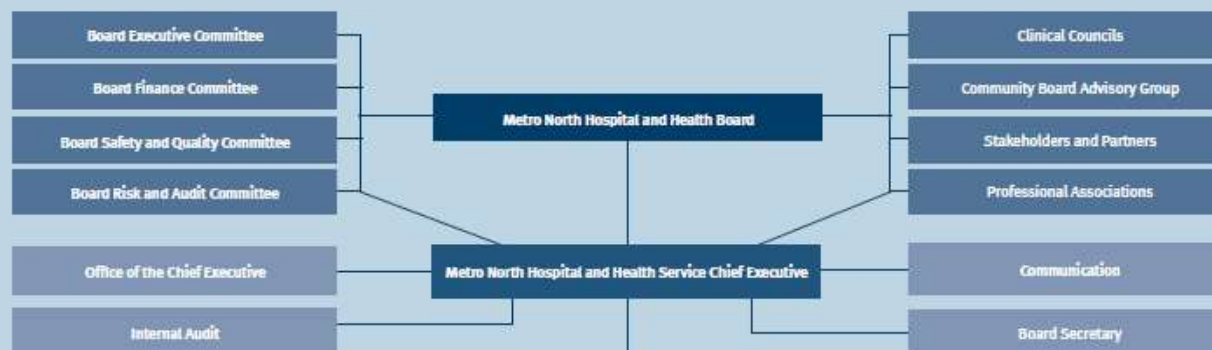 Board Executive Committee
Board Finance Committee
Board Safety and Quality Committee
Board Risk and Audit Committee
Metro North Hospital and Health Board
Clinical Councils
Community Board Advisory Group
Stakeholders and Partners
Professional Associations
Office of the Chief Executive
Metro North Hospital and Health Service Chief Executive
Communication
Internal Audit
Board Secretary